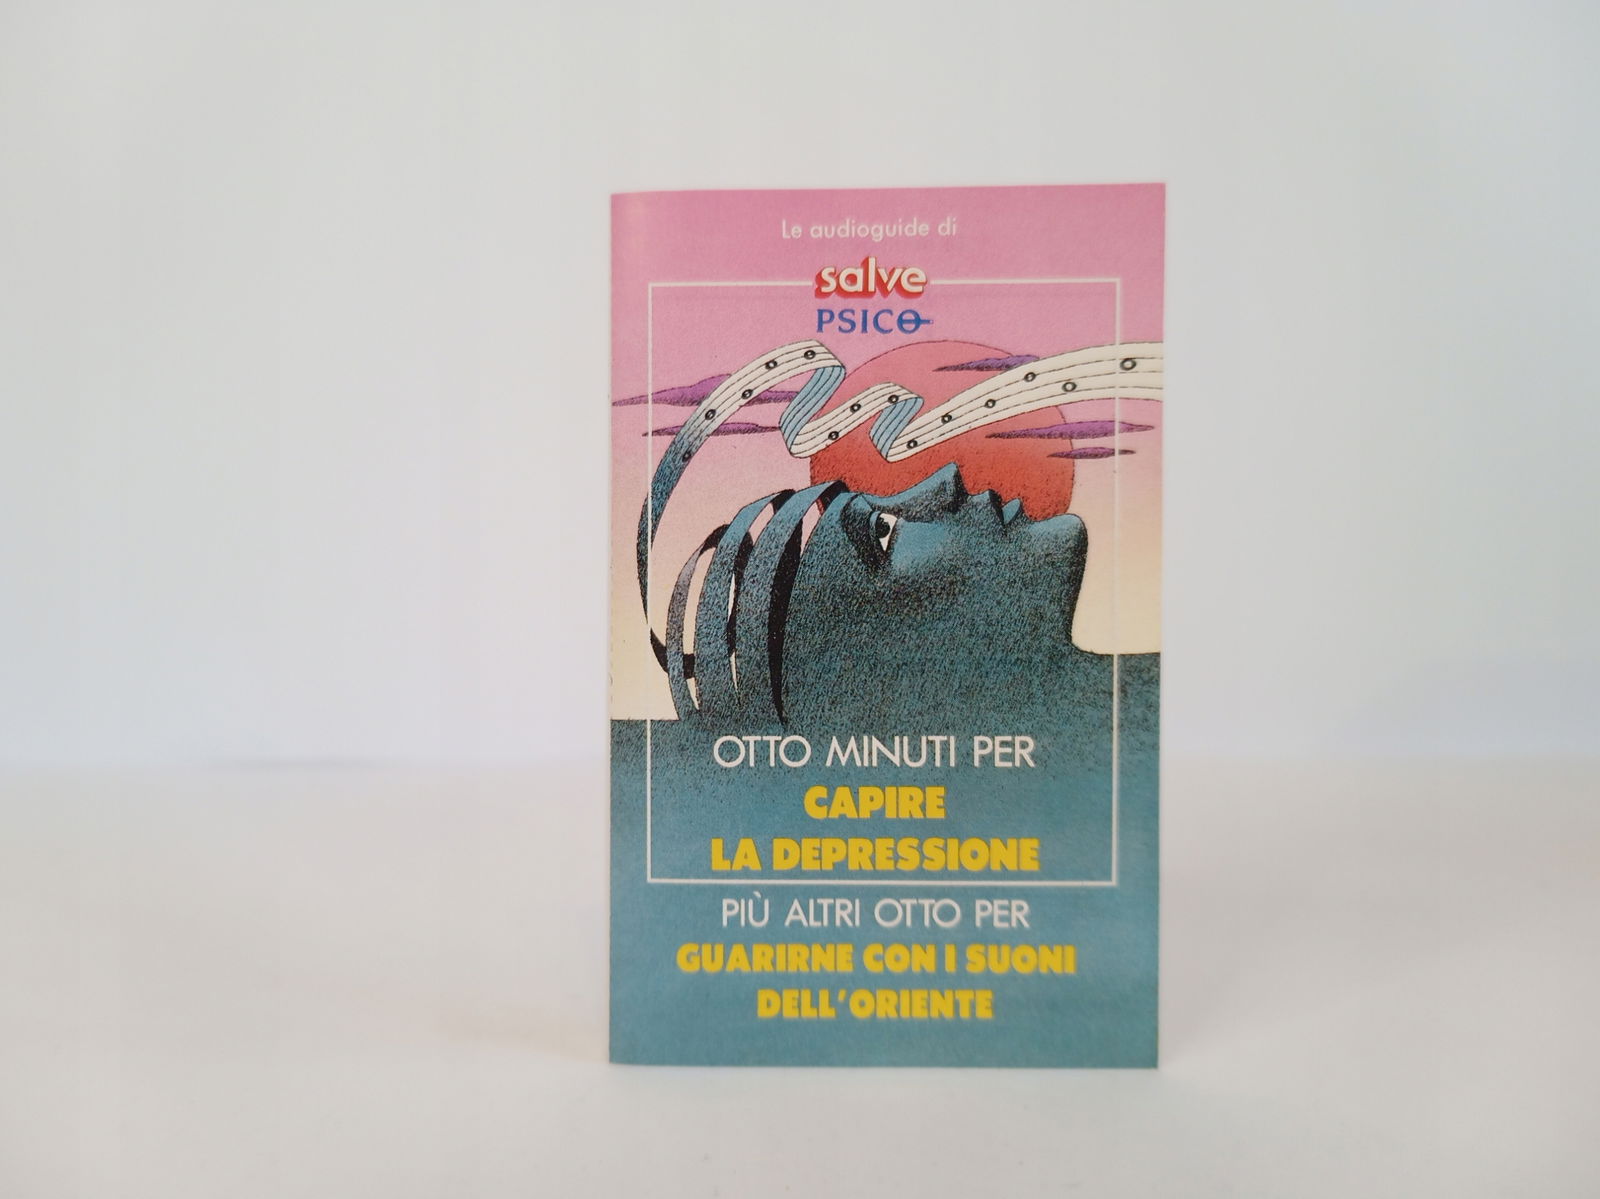 Le audioguide di
salve
PSICO
OTTO MINUTI PER
CAPIRE
LA DEPRESSIONE
PIÙ ALTRI OTTO PER
GUARIRNE CON I SUONI
DELL'ORIENTE